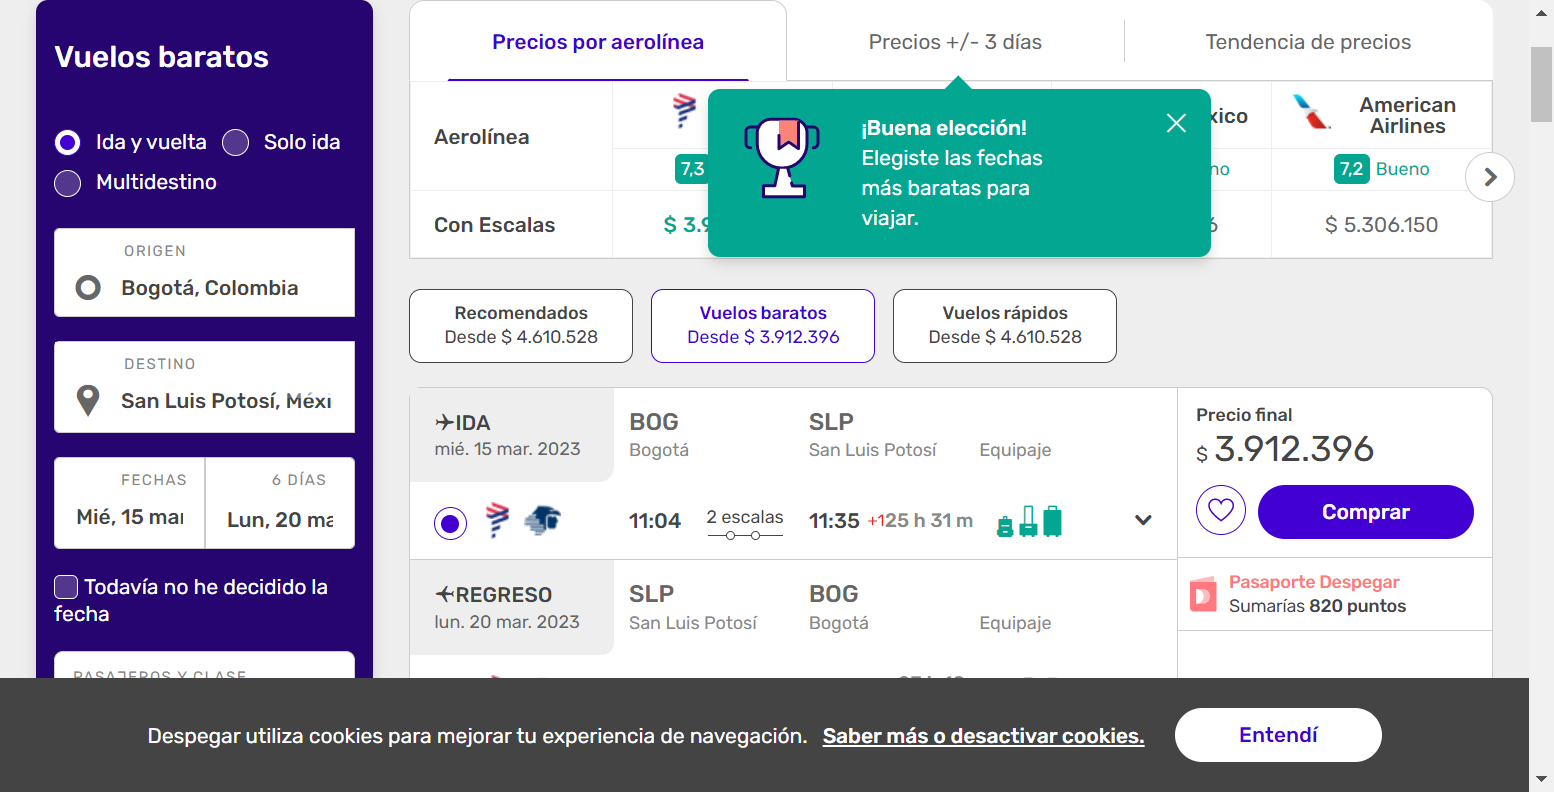 Vuelos baratos
Ida y vuelta
Solo ida
Multidestino
ORIGEN
Bogotá, Colombia
DESTINO
San Luis Potosí, Méxi
FECHAS
Mié, 15 mar
6 DÍAS
Lun, 20 ma
Todavía no he decidido la
fecha
PASAJEROS Y CLASE
Precios por aerolínea
Precios +/- 3 días
Tendencia de precios
Aerolínea
7,3
xico
no
American
Airlines
7,2 Bueno
Con Escalas
$ 3.9
6
$ 5.306.150
¡Buena elección!
Elegiste las fechas
más baratas para
viajar.
Recomendados
Desde $ 4.610.528
Vuelos baratos
Desde $ 3.912.396
Vuelos rápidos
Desde $ 4.610.528
IDA
mié. 15 mar. 2023
BOG
Bogotá
SLP
San Luis Potosí
Equipaje
11:04
2 escalas
11:35 +1 25 h 31 m
REGRESO
lun. 20 mar. 2023
SLP
San Luis Potosí
BOG
Bogotá
Equipaje
Precio final
$ 3.912.396
Comprar
Pasaporte Despegar
Sumarías 820 puntos
Despegar utiliza cookies para mejorar tu experiencia de navegación. Saber más o desactivar cookies.
Entendí